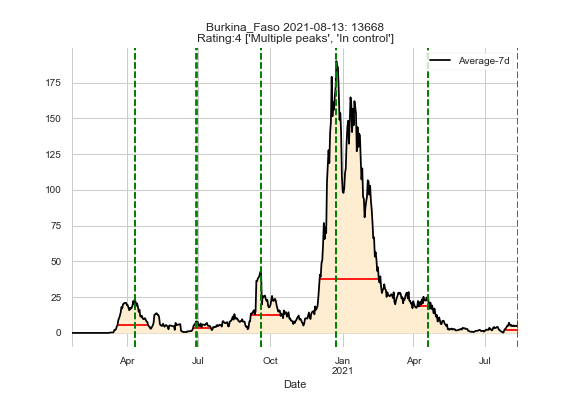 Burkina_Faso 2021-08-13: 13668
Rating:4 ['Multiple peaks', 'In control']
Average-7d
175
150
125
100
75
50
25
0
Apr
Jul
Oct
Jan
2021
Apr
Jul
Date